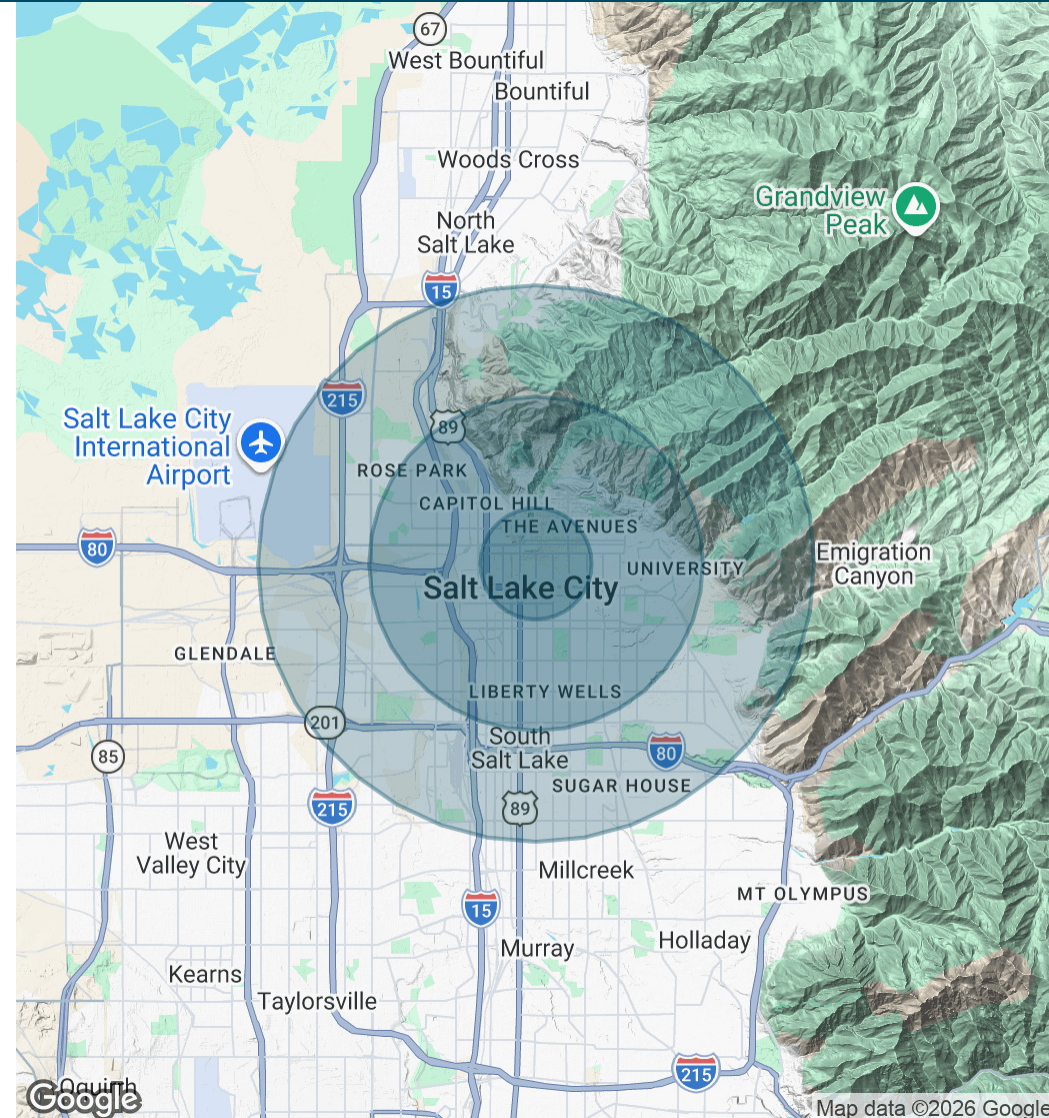 67
West Bountiful
Bountiful
Woods Cross
Grandview
Peak
North
Salt Lake
15
215
Salt Lake City
International
Airport
89
ROSE PARK
CAPITOL HILL
THE AVENUES
80
Emigration
Canyon
UNIVERSITY
Salt Lake City
GLENDALE
LIBERTY WELLS
201
South
Salt Lake
80
85
SUGAR HOUSE
215
89
West
Valley City
Millcreek
MT OLYMPUS
15
Murray
Holladay
Kearns
Taylorsville
215
Oquirrh
Google
Map data ©2026 Google